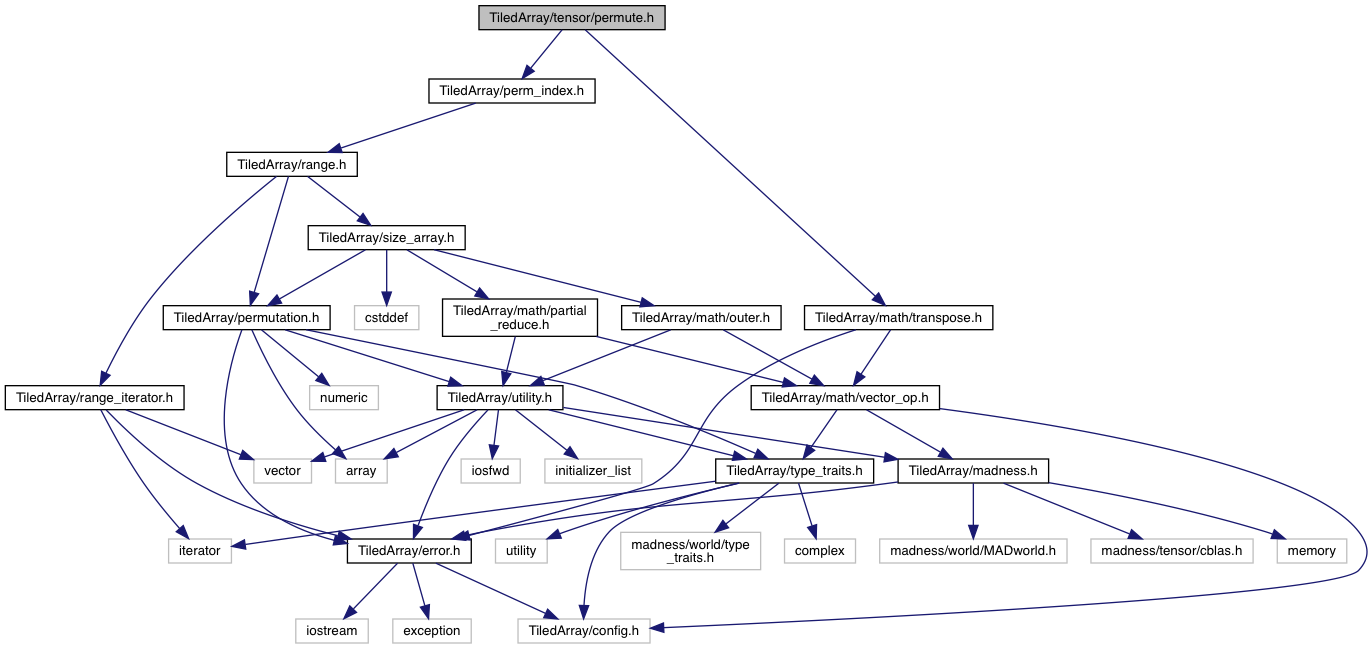 TiledArray/tensor/permute.h
TiledArray/perm_index.h
TiledArray/range.h
TiledArray/size_array.h
TiledArray/permutation.h
cstddef
TiledArray/math/partial
_reduce.h
TiledArray/math/outer.h
TiledArray/math/transpose.h
TiledArray/range_iterator.h
numeric
TiledArray/utility.h
TiledArray/math/vector_op.h
vector
array
iosfwd
initializer_list
TiledArray/type_traits.h
TiledArray/madness.h
iterator
TiledArray/error.h
utility
madness/world/type
_traits.h
complex
madness/world/MADworld.h
madness/tensor/cblas.h
memory
iostream
exception
TiledArray/config.h